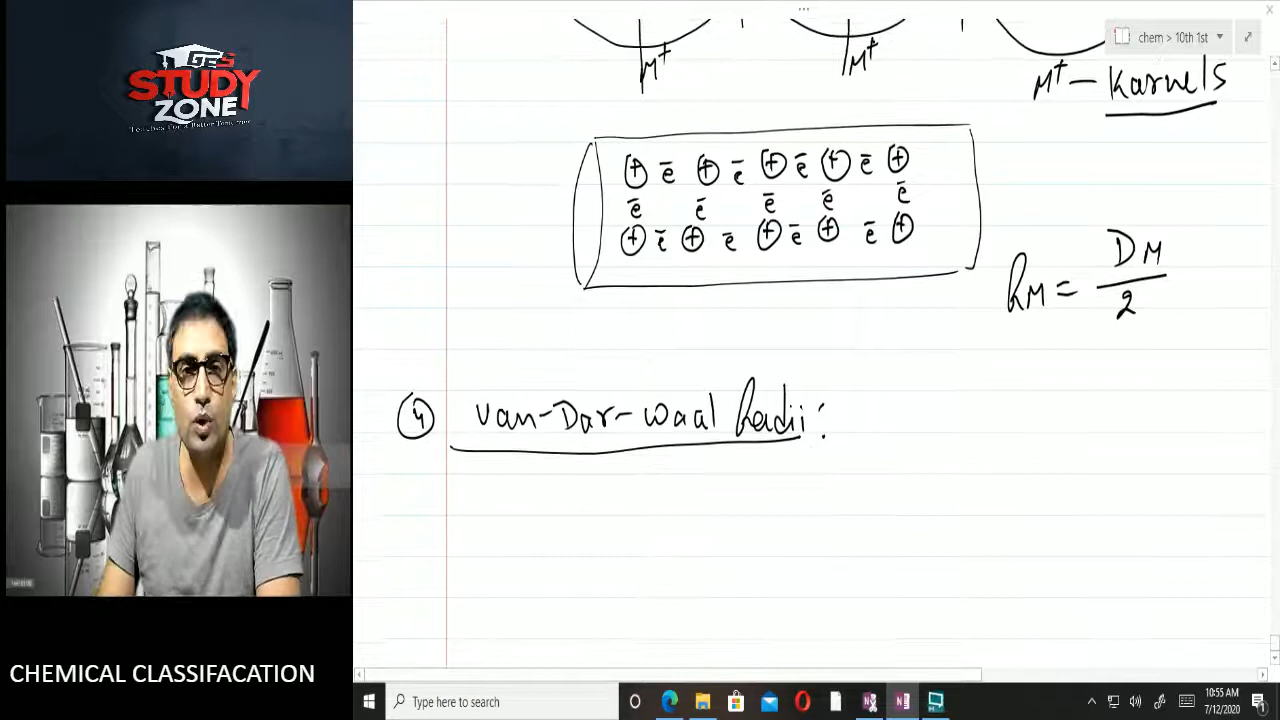 GES
STUDY
ZONE
M⁺
M⁺
chem > 10th 1st
M⁺ – Karnels
+ ē + ē + ē + ē +
ē ē ē ē ē
+ ē + ē + ē + ē +
RM = DM/2
4 Van-Dar-Waal Radii:
CHEMICAL CLASSIFACATION
Type here to search
10:55 AM
7/12/2020